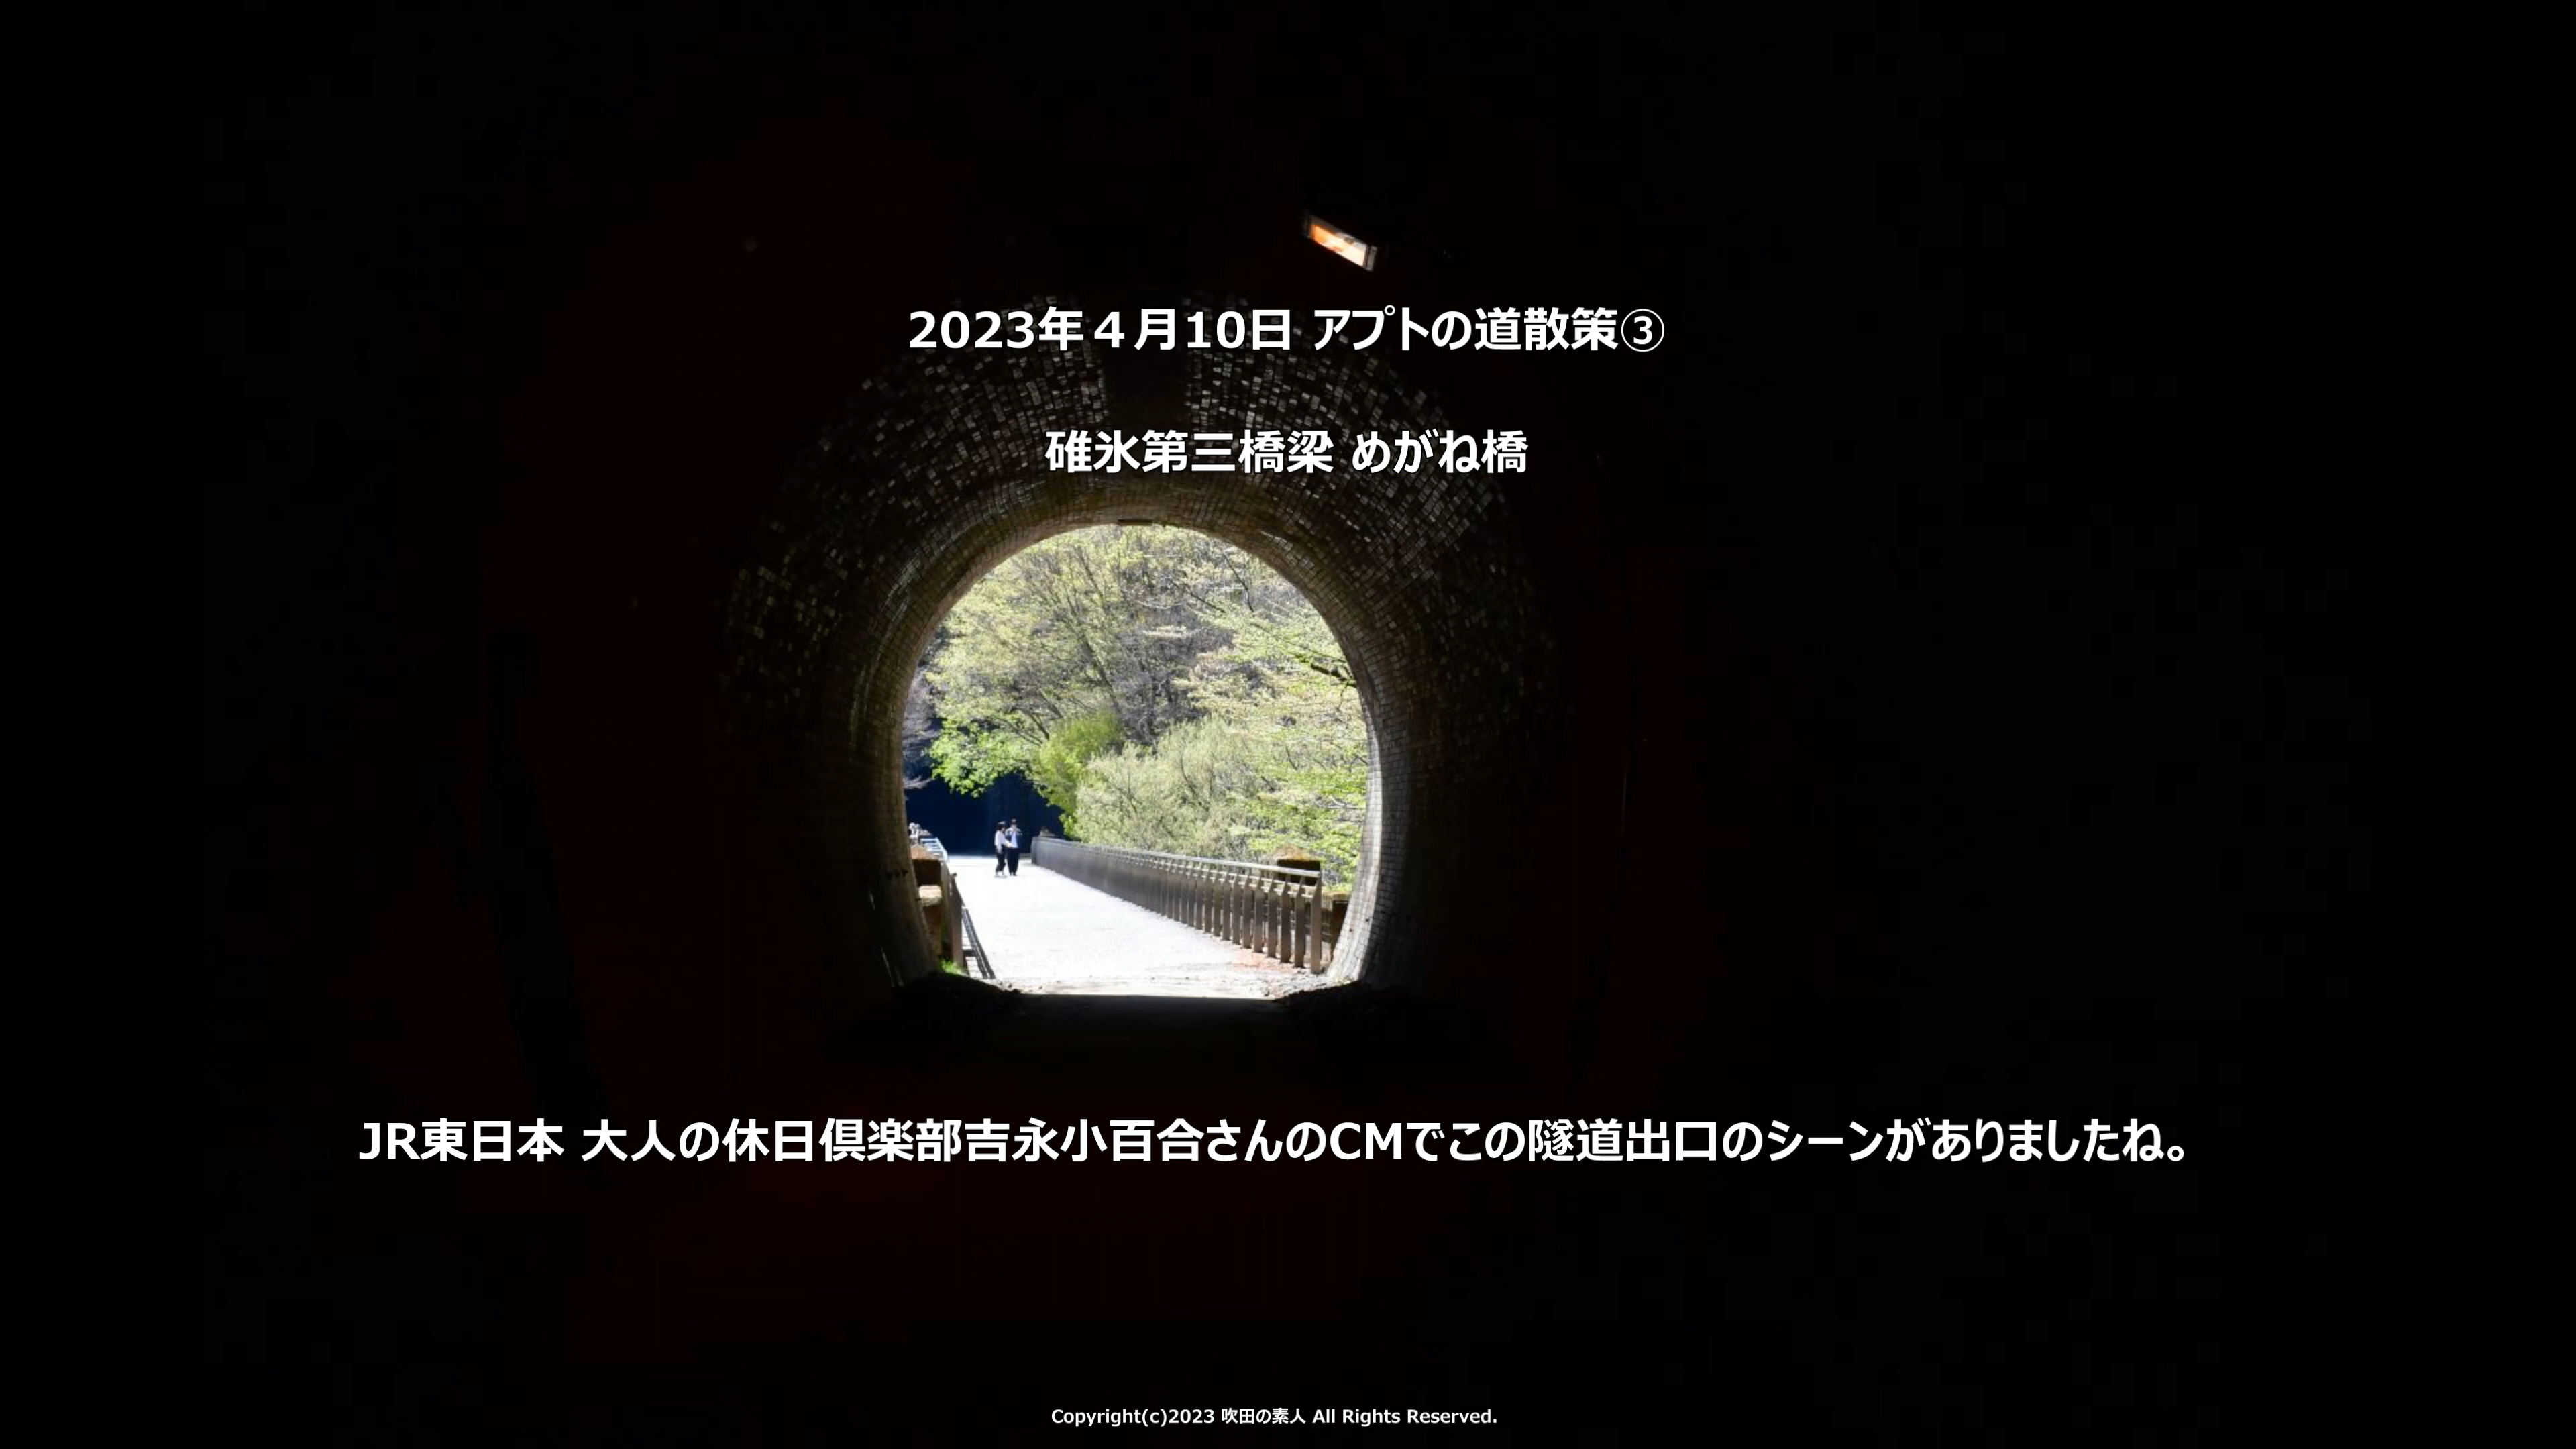 2023年４月10日 アプトの道散策③
碓氷第三橋梁 めがね橋
JR東日本 大人の休日倶楽部吉永小百合さんのCMでこの隧道出口のシーンがありましたね。
Copyright(c)2023 吹田の素人 All Rights Reserved.